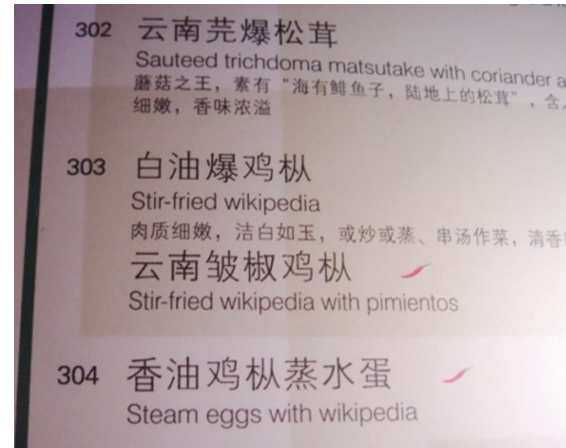 302 云南芫爆松茸
Sauteed trichdoma matsutake with coriander a
蘑菇之王，素有“海有鲱鱼子，陆地上的松茸”，含
细嫩，香味浓溢
303 白油爆鸡枞
Stir-fried wikipedia
肉质细嫩，洁白如玉，或炒或蒸、串汤作菜，清香
云南皱椒鸡枞
Stir-fried wikipedia with pimientos
304 香油鸡枞蒸水蛋
Steam eggs with wikipedia